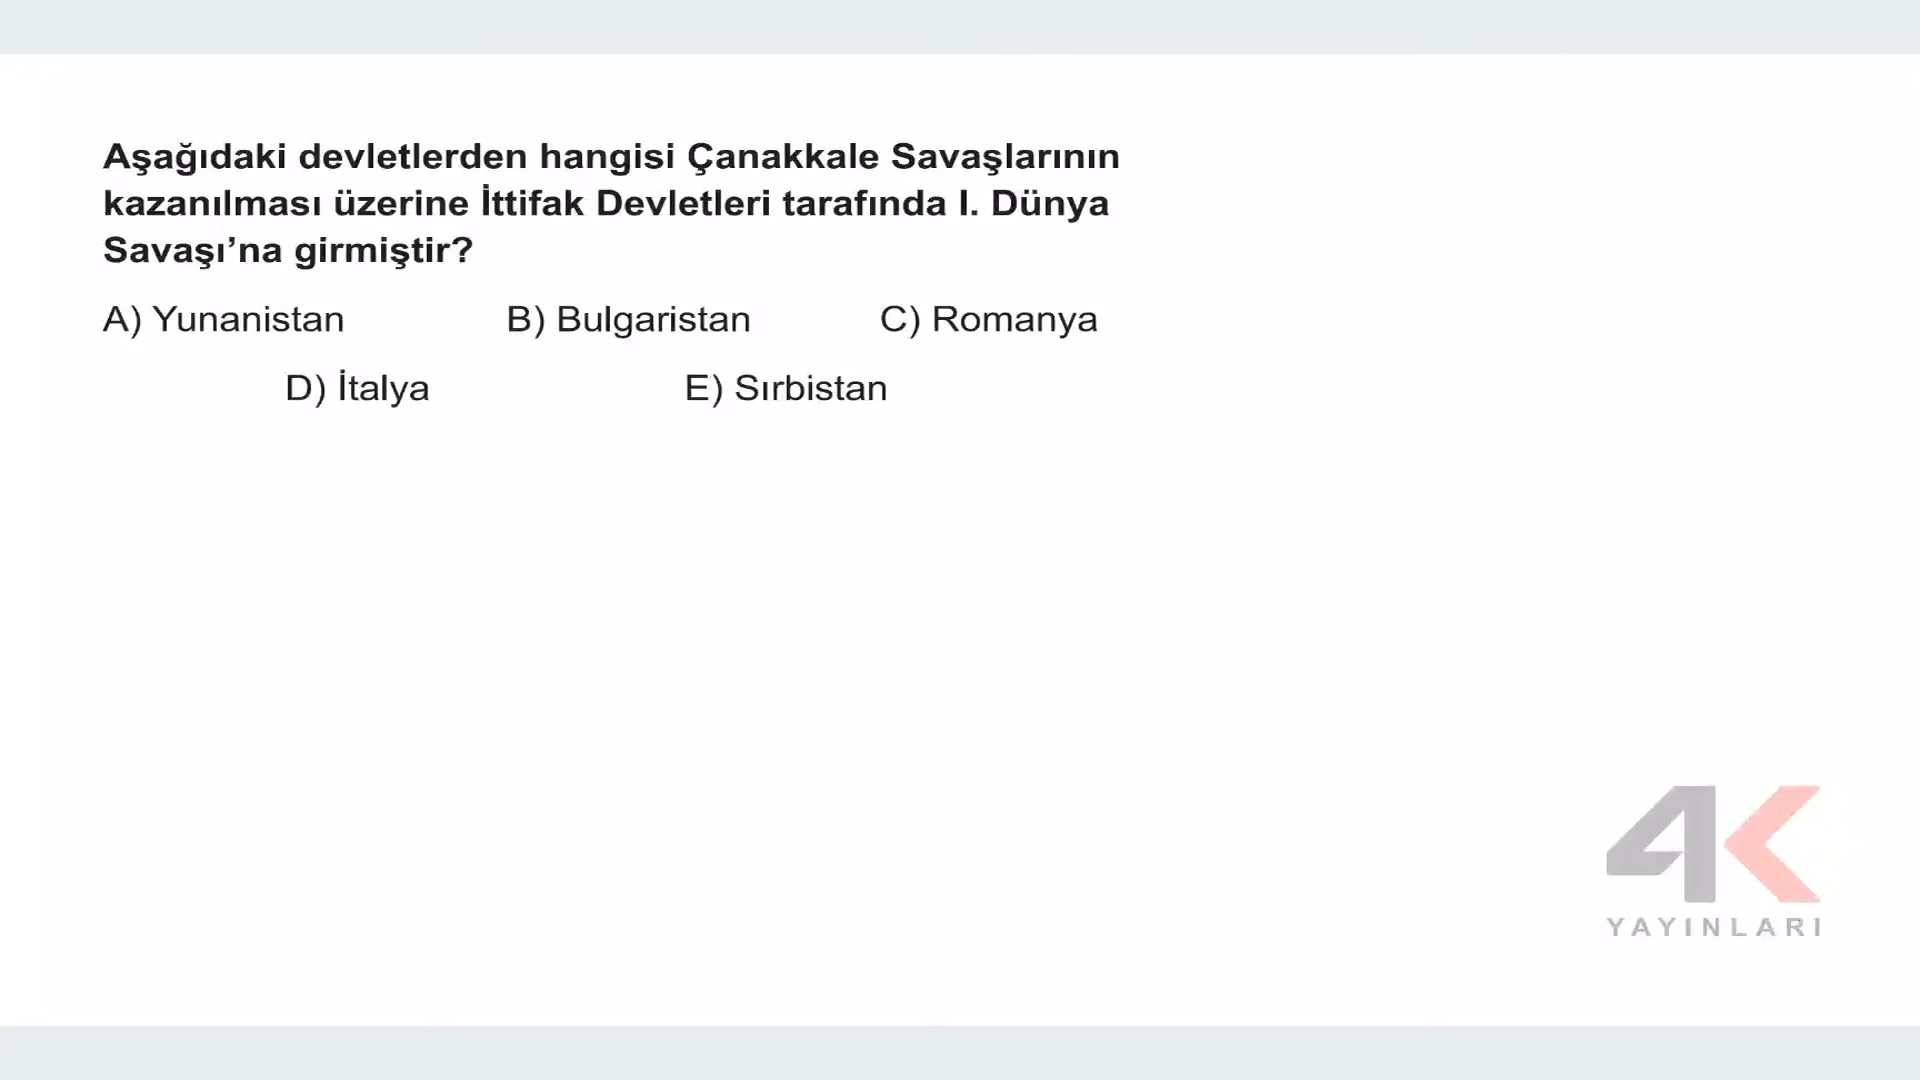 Aşağıdaki devletlerden hangisi Çanakkale Savaşlarının
kazanılması üzerine İttifak Devletleri tarafında I. Dünya
Savaşı’na girmiştir?
A) Yunanistan B) Bulgaristan C) Romanya
D) İtalya E) Sırbistan
4K
YAYINLARI